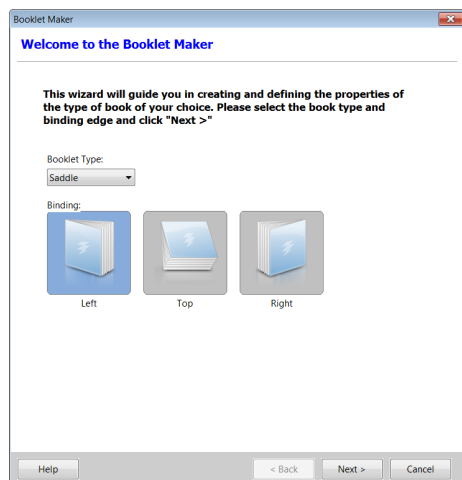 Booklet Maker
Welcome to the Booklet Maker
This wizard will guide you in creating and defining the properties of
the type of book of your choice. Please select the book type and
binding edge and click "Next >"
Booklet Type:
Saddle
Binding:
Left Top Right
Help < Back Next > Cancel